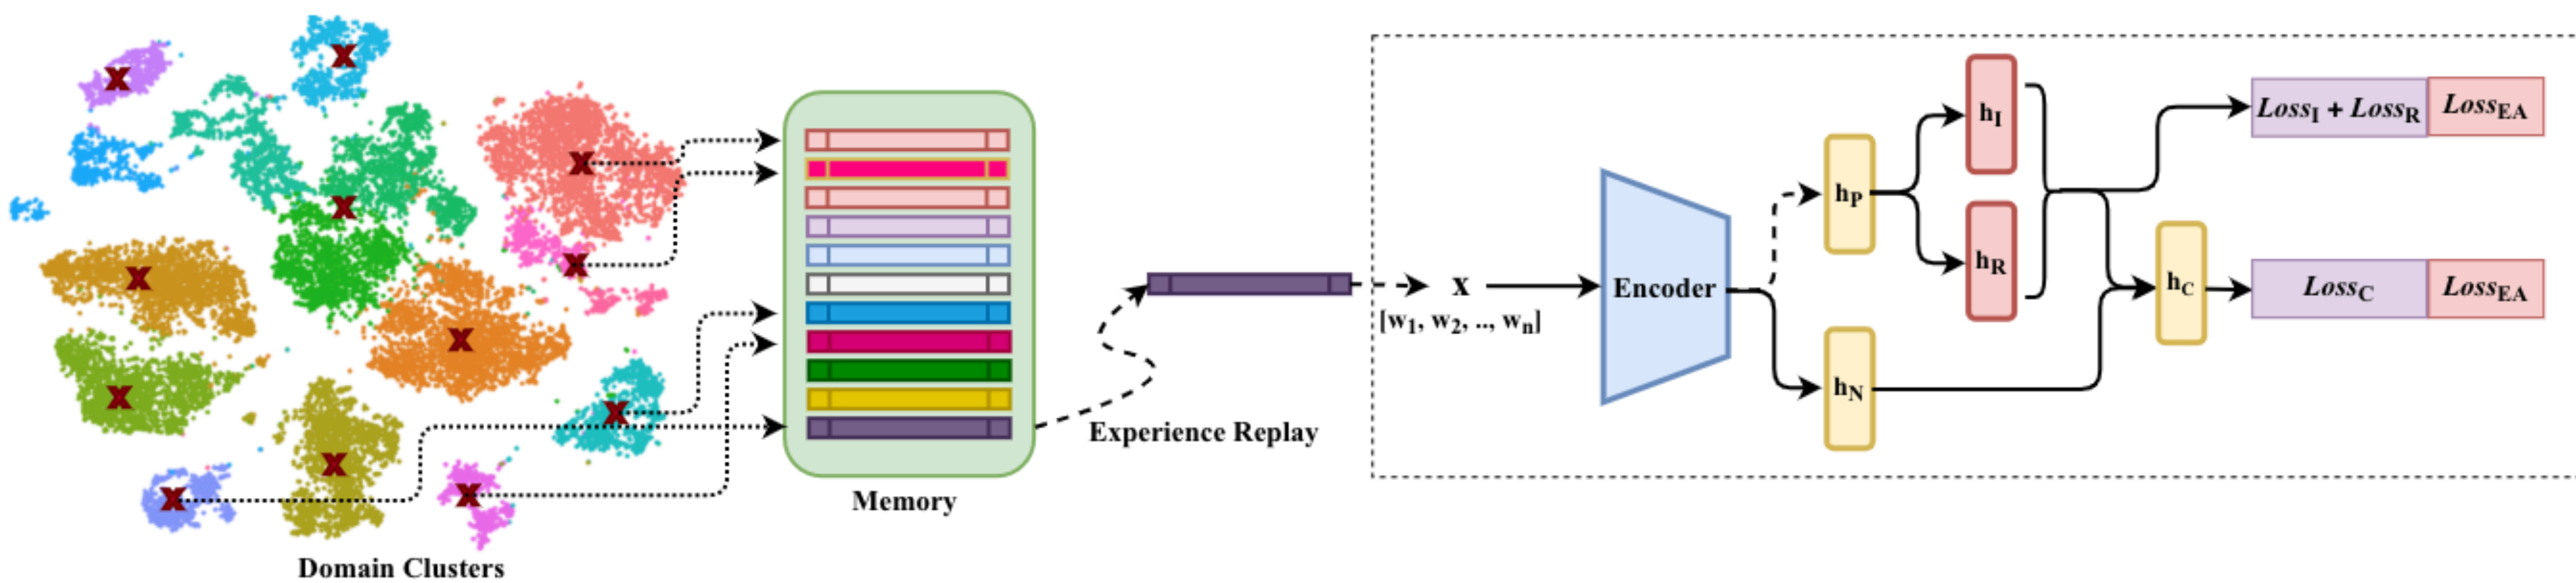 Domain Clusters
Memory
Experience Replay
x
[w1, w2, .., wn]
Encoder
hP
hN
hI
hR
hC
LossI + LossR
LossEA
LossC
LossEA